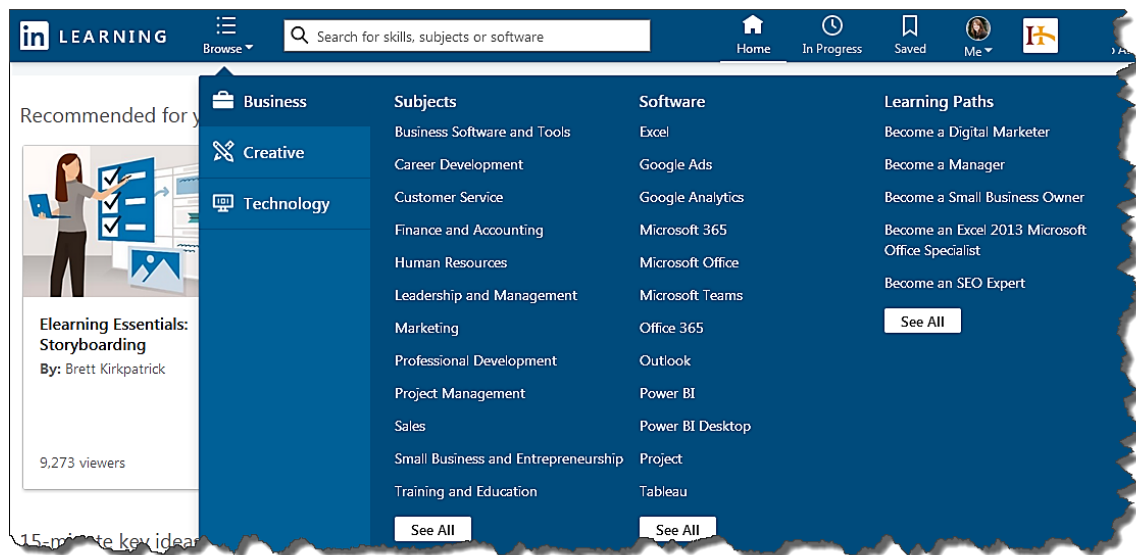 in LEARNING
Browse
Search for skills, subjects or software
Home
In Progress
Saved
Me
Recommended for
Elearning Essentials:
Storyboarding
By: Brett Kirkpatrick
9,273 viewers
15-minute key ideas
Business
Creative
Technology
Subjects
Business Software and Tools
Career Development
Customer Service
Finance and Accounting
Human Resources
Leadership and Management
Marketing
Professional Development
Project Management
Sales
Small Business and Entrepreneurship
Training and Education
See All
Software
Excel
Google Ads
Google Analytics
Microsoft 365
Microsoft Office
Microsoft Teams
Office 365
Outlook
Power BI
Power BI Desktop
Project
Tableau
See All
Learning Paths
Become a Digital Marketer
Become a Manager
Become a Small Business Owner
Become an Excel 2013 Microsoft
Office Specialist
Become an SEO Expert
See All